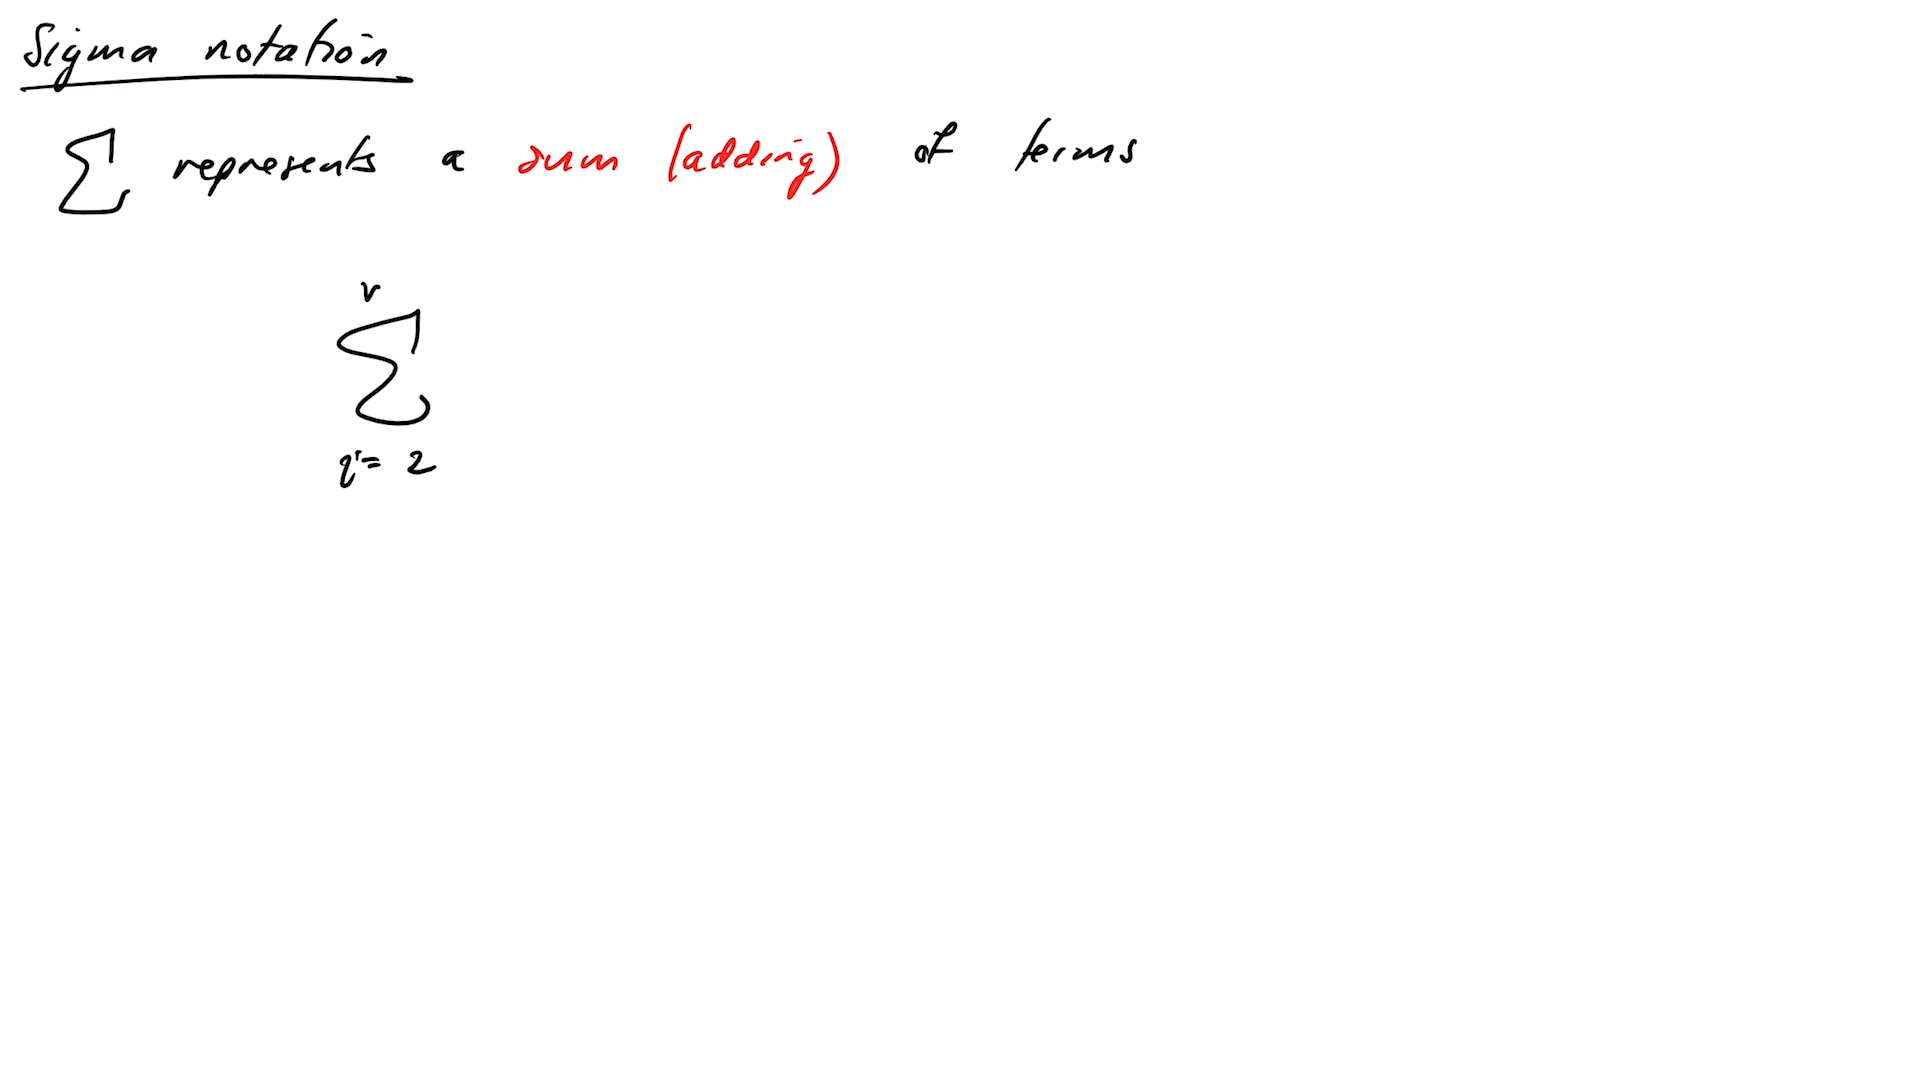 Sigma notation
∑ represents a sum (adding) of terms
r
∑
q = 2